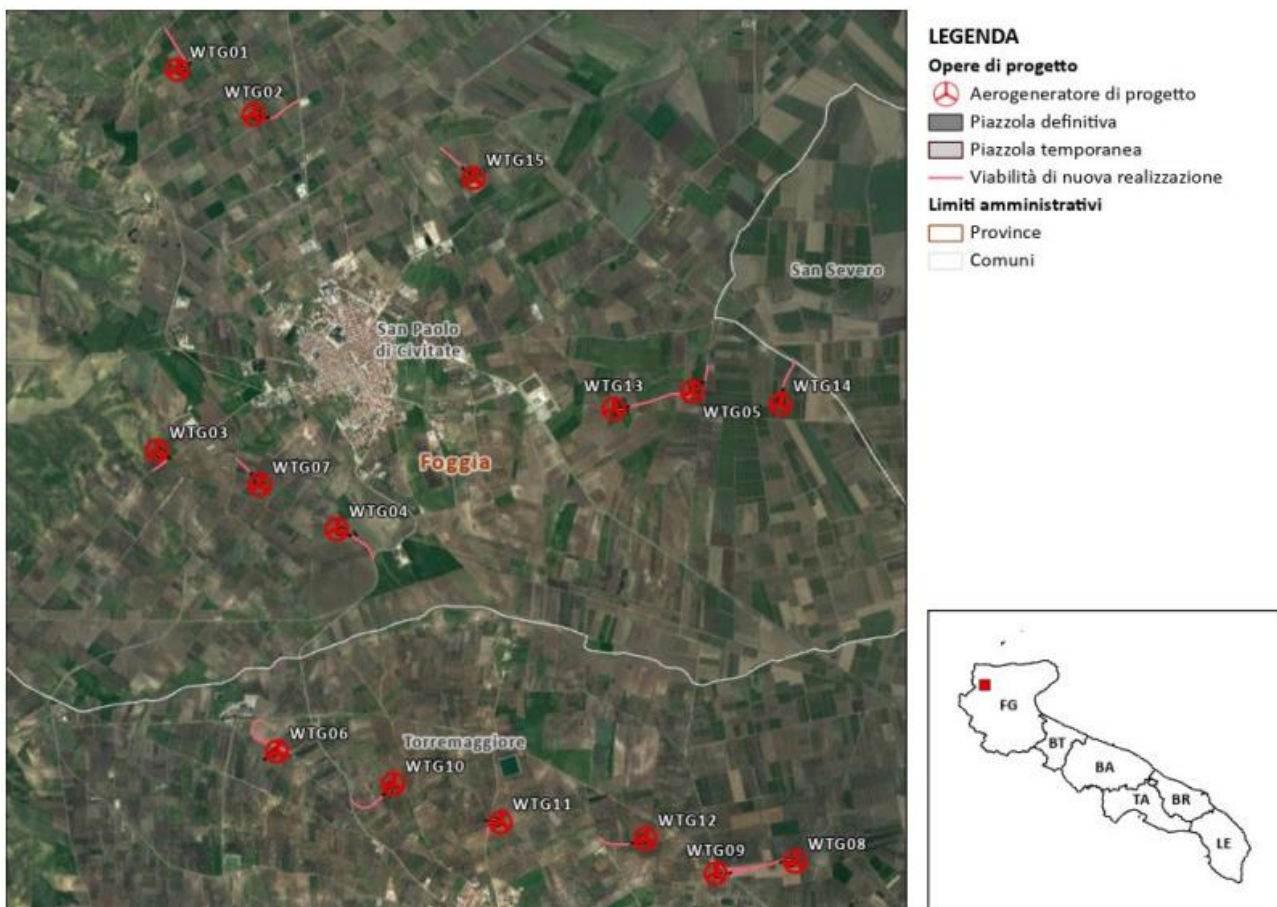 WTG01
WTG02
WTG15
San Severo
San Paolo
di Civitate
WTG13
WTG05
WTG14
WTG03
WTG07
Foggia
WTG04
WTG06
Torremaggiore
WTG10
WTG11
WTG12
WTG09
WTG08
LEGENDA
Opere di progetto
Aerogeneratore di progetto
Piazzola definitiva
Piazzola temporanea
Viabilità di nuova realizzazione
Limiti amministrativi
Province
Comuni
FG
BT
BA
TA
BR
LE